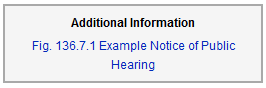 Additional Information
Fig. 136.7.1 Example Notice of Public
Hearing